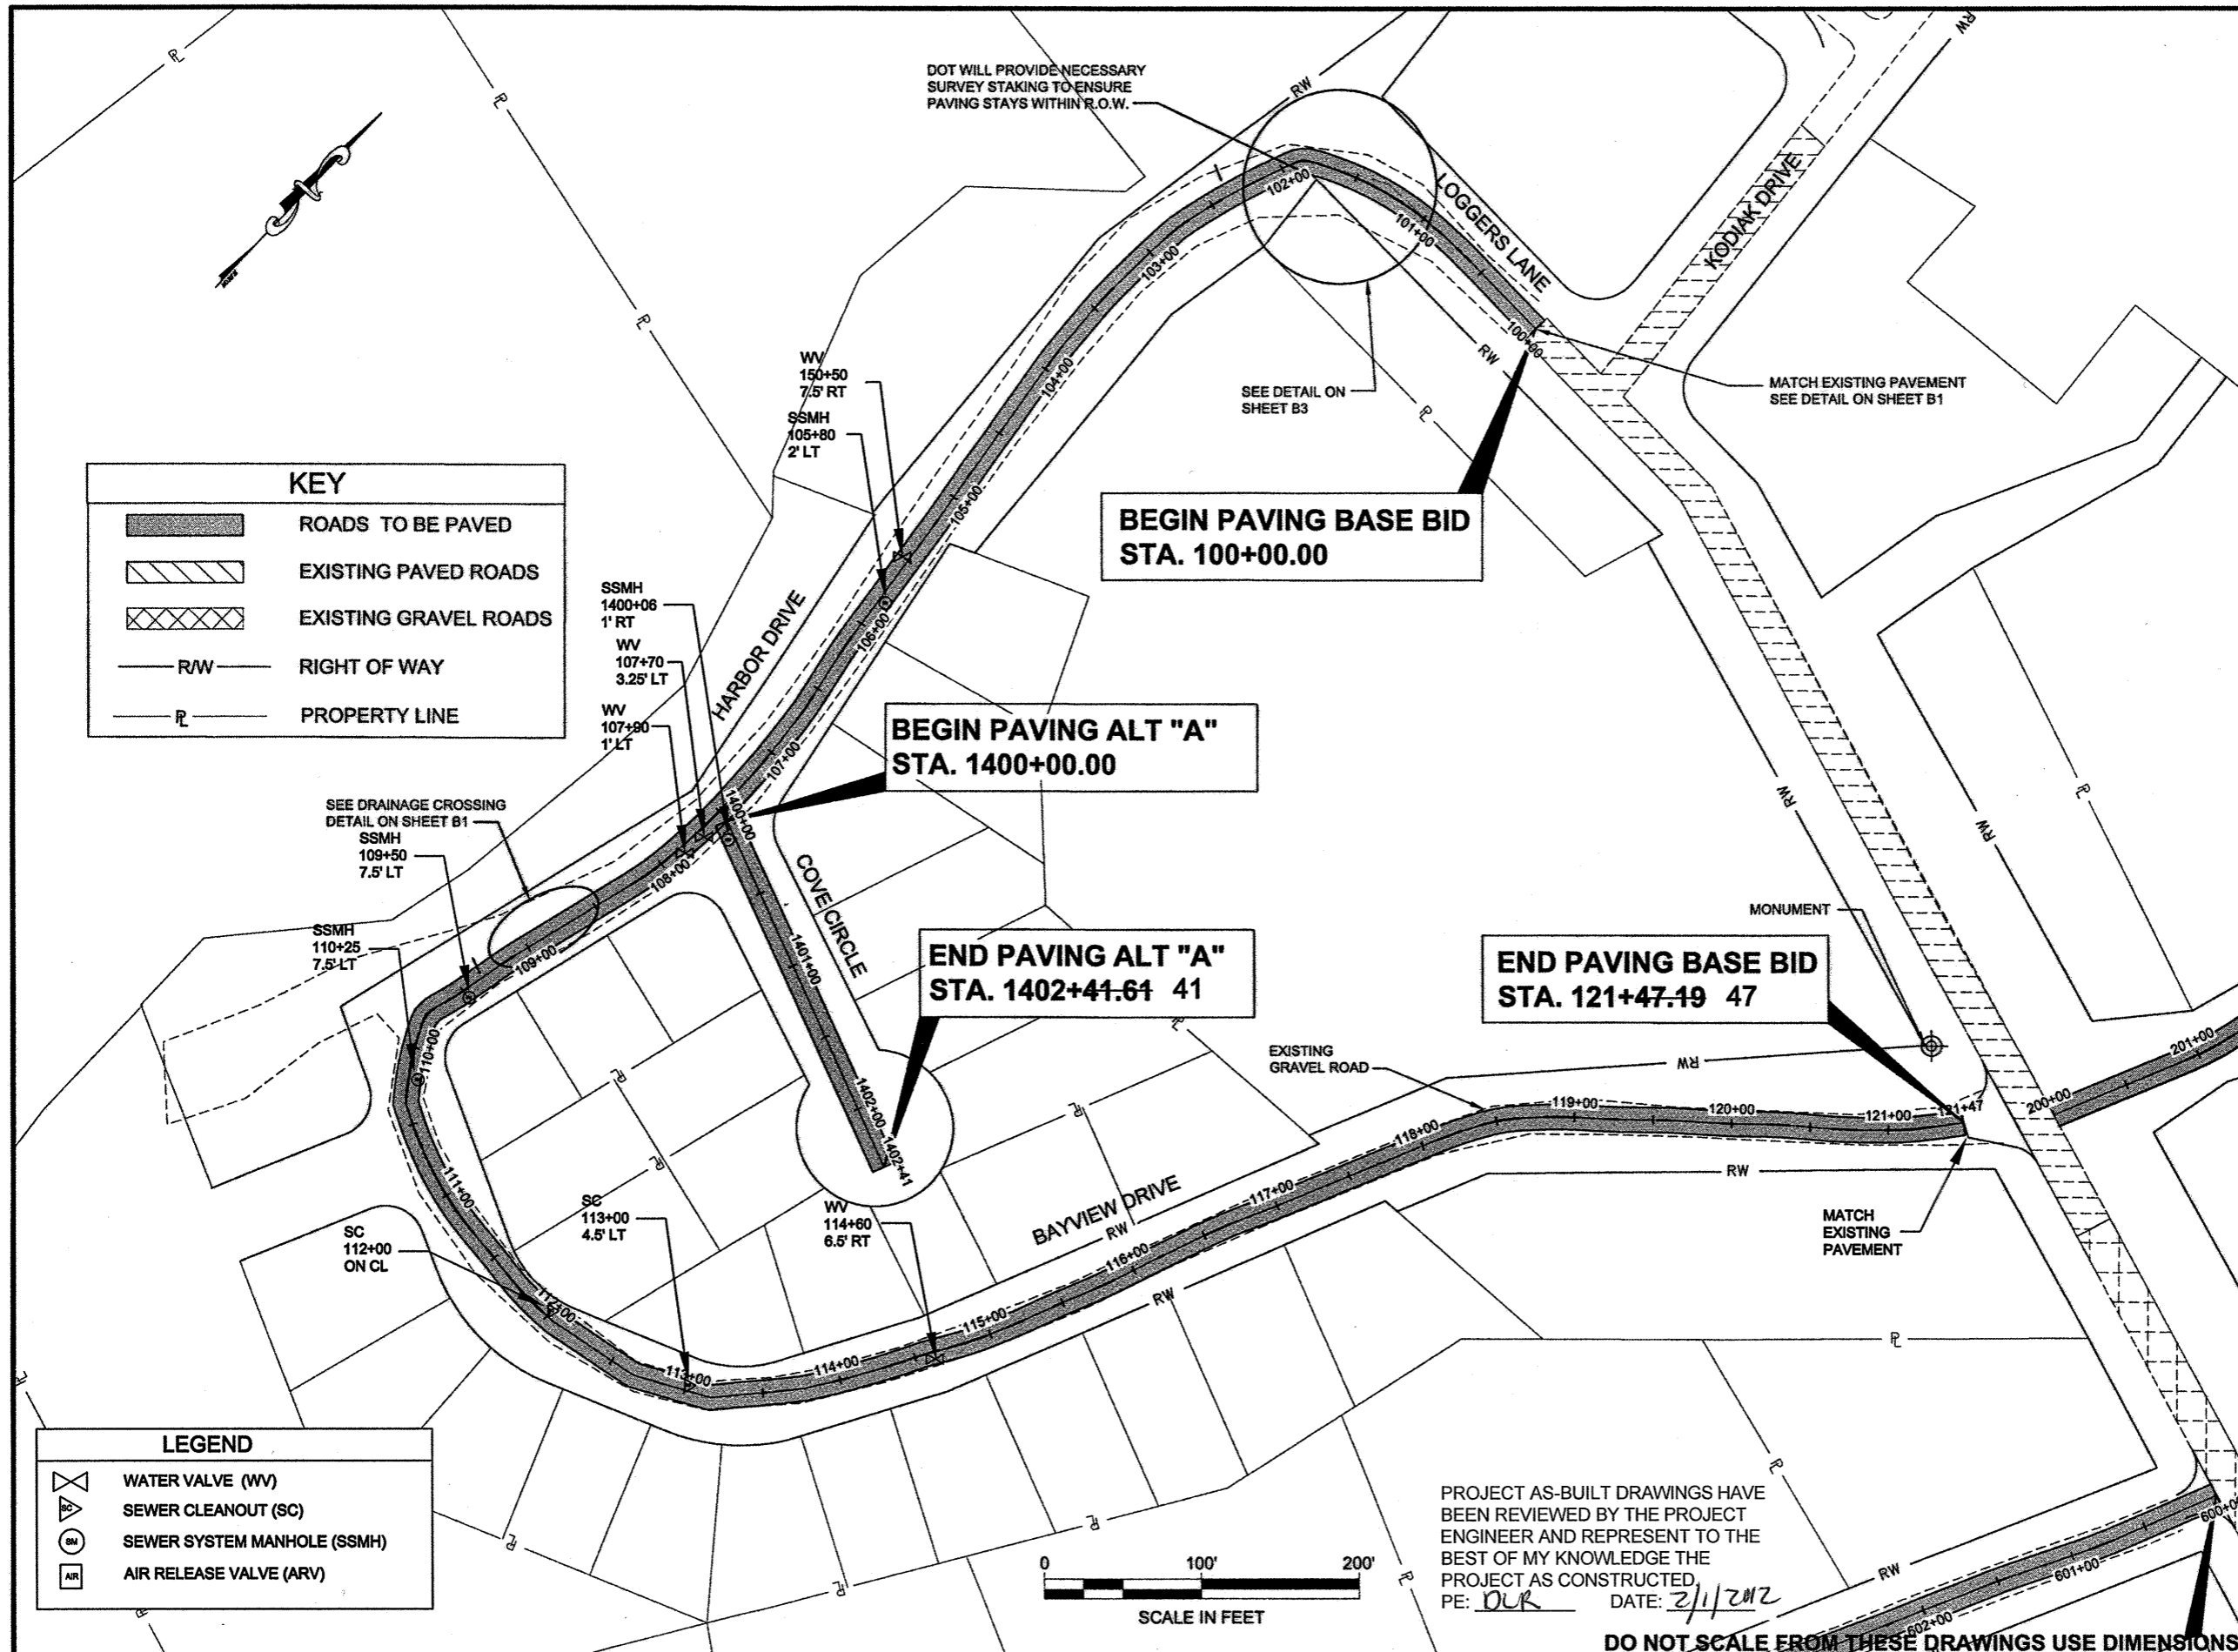 DOT WILL PROVIDE NECESSARY
SURVEY STAKING TO ENSURE
PAVING STAYS WITHIN R.O.W.
RW
RW
102+00
101+00
100+00
LOGGERS LANE
KODIAK DRIVE
103+00
104+00
105+00
106+00
107+00
108+00
109+00
110+00
SEE DETAIL ON
SHEET B3
RW
MATCH EXISTING PAVEMENT
SEE DETAIL ON SHEET B1
WV
150+50
7.5' RT
SSMH
105+80
2' LT
KEY
ROADS TO BE PAVED
EXISTING PAVED ROADS
EXISTING GRAVEL ROADS
R/W RIGHT OF WAY
PL PROPERTY LINE
BEGIN PAVING BASE BID
STA. 100+00.00
SSMH
1400+06
1' RT
WV
107+70
3.25' LT
WV
107+90
1' LT
HARBOR DRIVE
BEGIN PAVING ALT "A"
STA. 1400+00.00
SEE DRAINAGE CROSSING
DETAIL ON SHEET B1
SSMH
109+50
7.5' LT
SSMH
110+25
7.5' LT
1400+00
1401+00
1402+00
1402+41
COVE CIRCLE
END PAVING ALT "A"
STA. 1402+41.61 41
RW
RW
MONUMENT
END PAVING BASE BID
STA. 121+47.19 47
EXISTING
GRAVEL ROAD
RW
RW
MATCH
EXISTING
PAVEMENT
111+00
112+00
113+00
114+00
115+00
116+00
117+00
118+00
119+00
120+00
121+00
121+47
200+00
201+00
SC
112+00
ON CL
SC
113+00
4.5' LT
WV
114+60
6.5' RT
BAYVIEW DRIVE
RW
RW
LEGEND
WATER VALVE (WV)
SC SEWER CLEANOUT (SC)
SM SEWER SYSTEM MANHOLE (SSMH)
AIR AIR RELEASE VALVE (ARV)
0 100' 200'
SCALE IN FEET
PROJECT AS-BUILT DRAWINGS HAVE
BEEN REVIEWED BY THE PROJECT
ENGINEER AND REPRESENT TO THE
BEST OF MY KNOWLEDGE THE
PROJECT AS CONSTRUCTED.
PE: DLR DATE: 2/1/2012
RW
601+00
602+00
DO NOT SCALE FROM THESE DRAWINGS USE DIMENSIONS